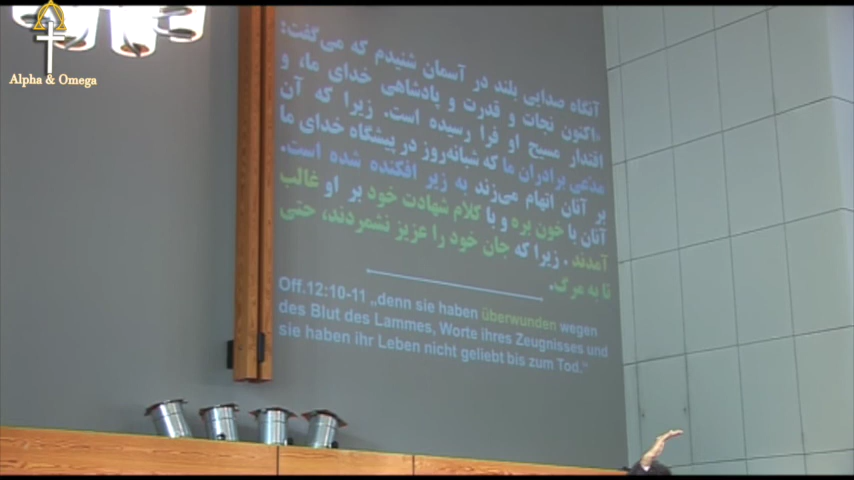 Alpha & Omega
آنگاه صدایی بلند در آسمان شنیدم که می‌گفت:
«اکنون نجات و قدرت و پادشاهی خدای ما، و
اقتدار مسیح او فرا رسیده است. زیرا که آن
مدعی برادران ما که شبانه‌روز در پیشگاه خدای ما
بر آنان اتهام می‌زند به زیر افکنده شده است.
آنان با خون بره و با کلام شهادت خود بر او غالب
آمدند. زیرا که جان خود را عزیز نشمردند، حتی
تا به مرگ.
Off.12:10-11 „denn sie haben überwunden wegen
des Blut des Lammes, Worte ihres Zeugnisses und
sie haben ihr Leben nicht geliebt bis zum Tod.“